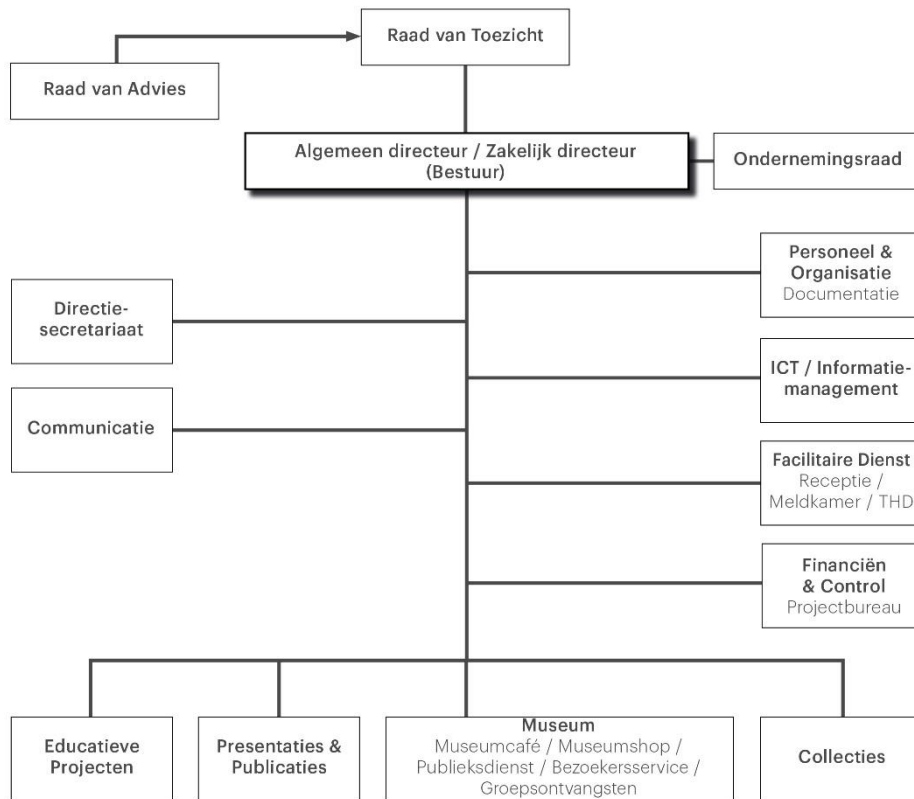 Raad van Toezicht
Raad van Advies
Algemeen directeur / Zakelijk directeur
(Bestuur)
Ondernemingsraad
Personeel &
Organisatie
Documentatie
Directie-
secretariaat
ICT / Informatie-
management
Communicatie
Facilitaire Dienst
Receptie /
Meldkamer / THD
Financiën
& Control
Projectbureau
Educatieve
Projecten
Presentaties &
Publicaties
Museum
Museumcafé / Museumshop /
Publieksdienst / Bezoekersservice /
Groepsontvangsten
Collecties